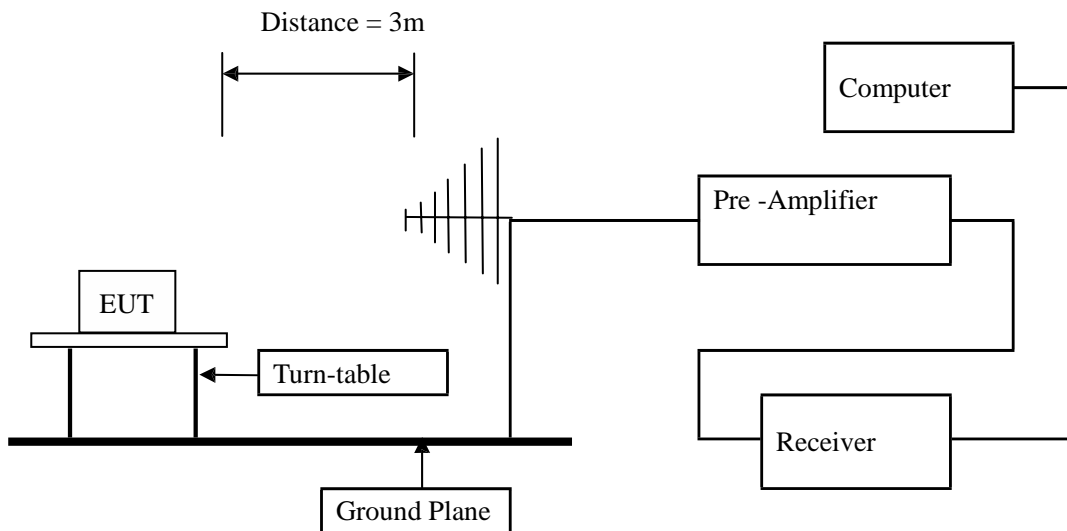 Distance = 3m
Computer
Pre -Amplifier
EUT
Turn-table
Receiver
Ground Plane